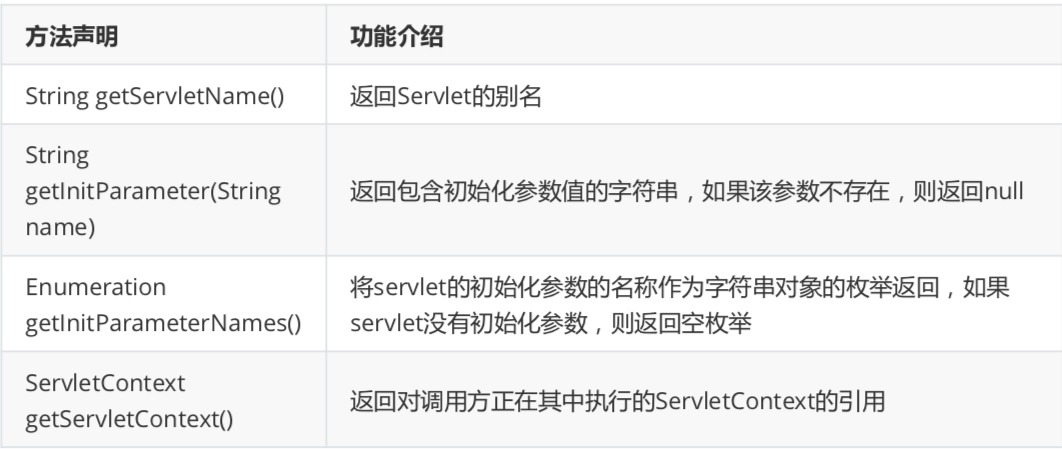 方法声明
功能介绍
String getServletName()
返回Servlet的别名
String
getInitParameter(String
name)
返回包含初始化参数值的字符串，如果该参数不存在，则返回null
Enumeration
getInitParameterNames()
将servlet的初始化参数的名称作为字符串对象的枚举返回，如果
servlet没有初始化参数，则返回空枚举
ServletContext
getServletContext()
返回对调用方正在其中执行的ServletContext的引用